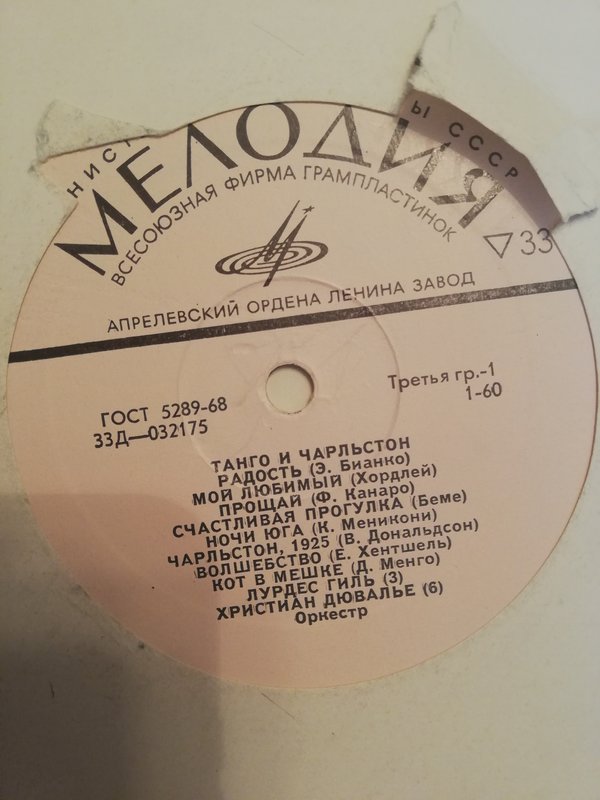 НИСТ
Ы СССР
МЕЛОДИЯ
ВСЕСОЮЗНАЯ ФИРМА ГРАМПЛАСТИНОК
33
АПРЕЛЕВСКИЙ ОРДЕНА ЛЕНИНА ЗАВОД
ГОСТ 5289-68
33Д—032175
Третья гр.-1
1-60
ТАНГО И ЧАРЛЬСТОН
РАДОСТЬ (Э. Бианко)
МОЙ ЛЮБИМЫЙ (Хордлей)
ПРОЩАЙ (Ф. Канаро)
СЧАСТЛИВАЯ ПРОГУЛКА (Беме)
НОЧИ ЮГА (К. Меникони)
ЧАРЛЬСТОН, 1925 (В. Дональдсон)
ВОЛШЕБСТВО (Е. Хентшель)
КОТ В МЕШКЕ (Д. Менго)
ЛУРДЕС ГИЛЬ (3)
ХРИСТИАН ДЮВАЛЬЕ (6)
Оркестр